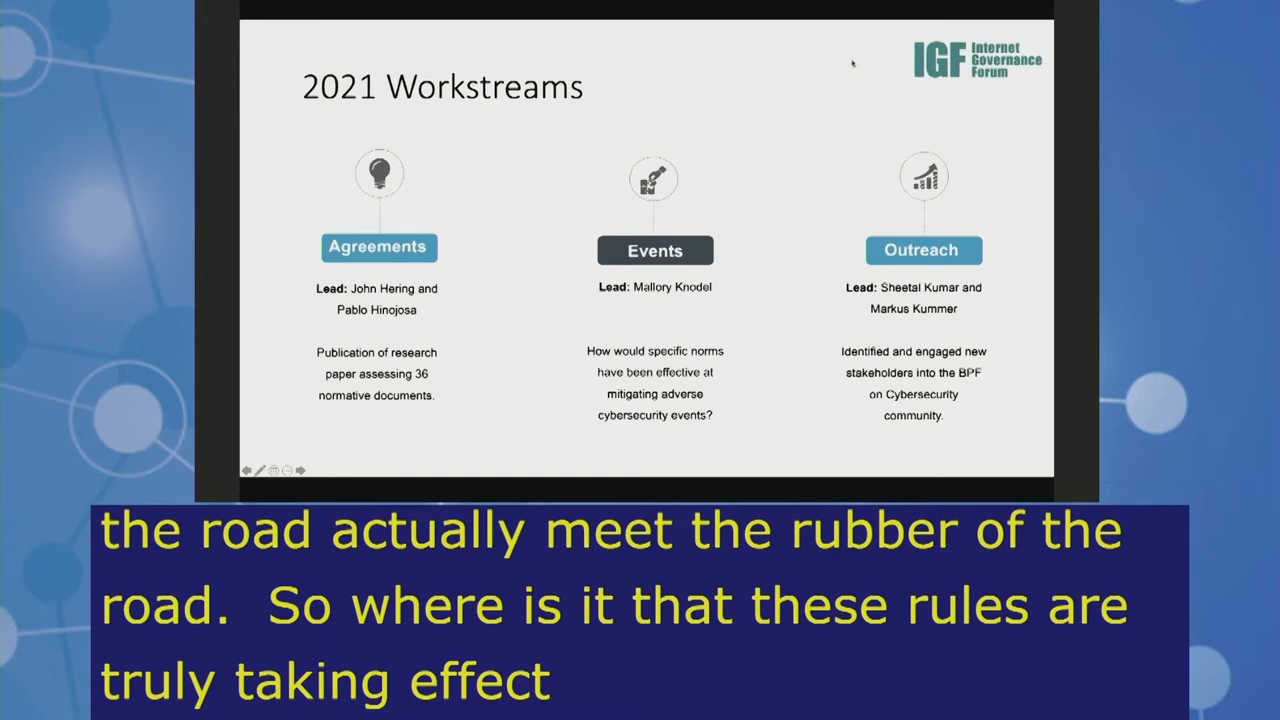 IGF Internet
Governance
Forum
2021 Workstreams
Agreements
Lead: John Hering and
Pablo Hinojosa
Publication of research
paper assessing 36
normative documents.
Events
Lead: Mallory Knodel
How would specific norms
have been effective at
mitigating adverse
cybersecurity events?
Outreach
Lead: Sheetal Kumar and
Markus Kummer
Identified and engaged new
stakeholders into the BPF
on Cybersecurity
community.
the road actually meet the rubber of the
road. So where is it that these rules are
truly taking effect